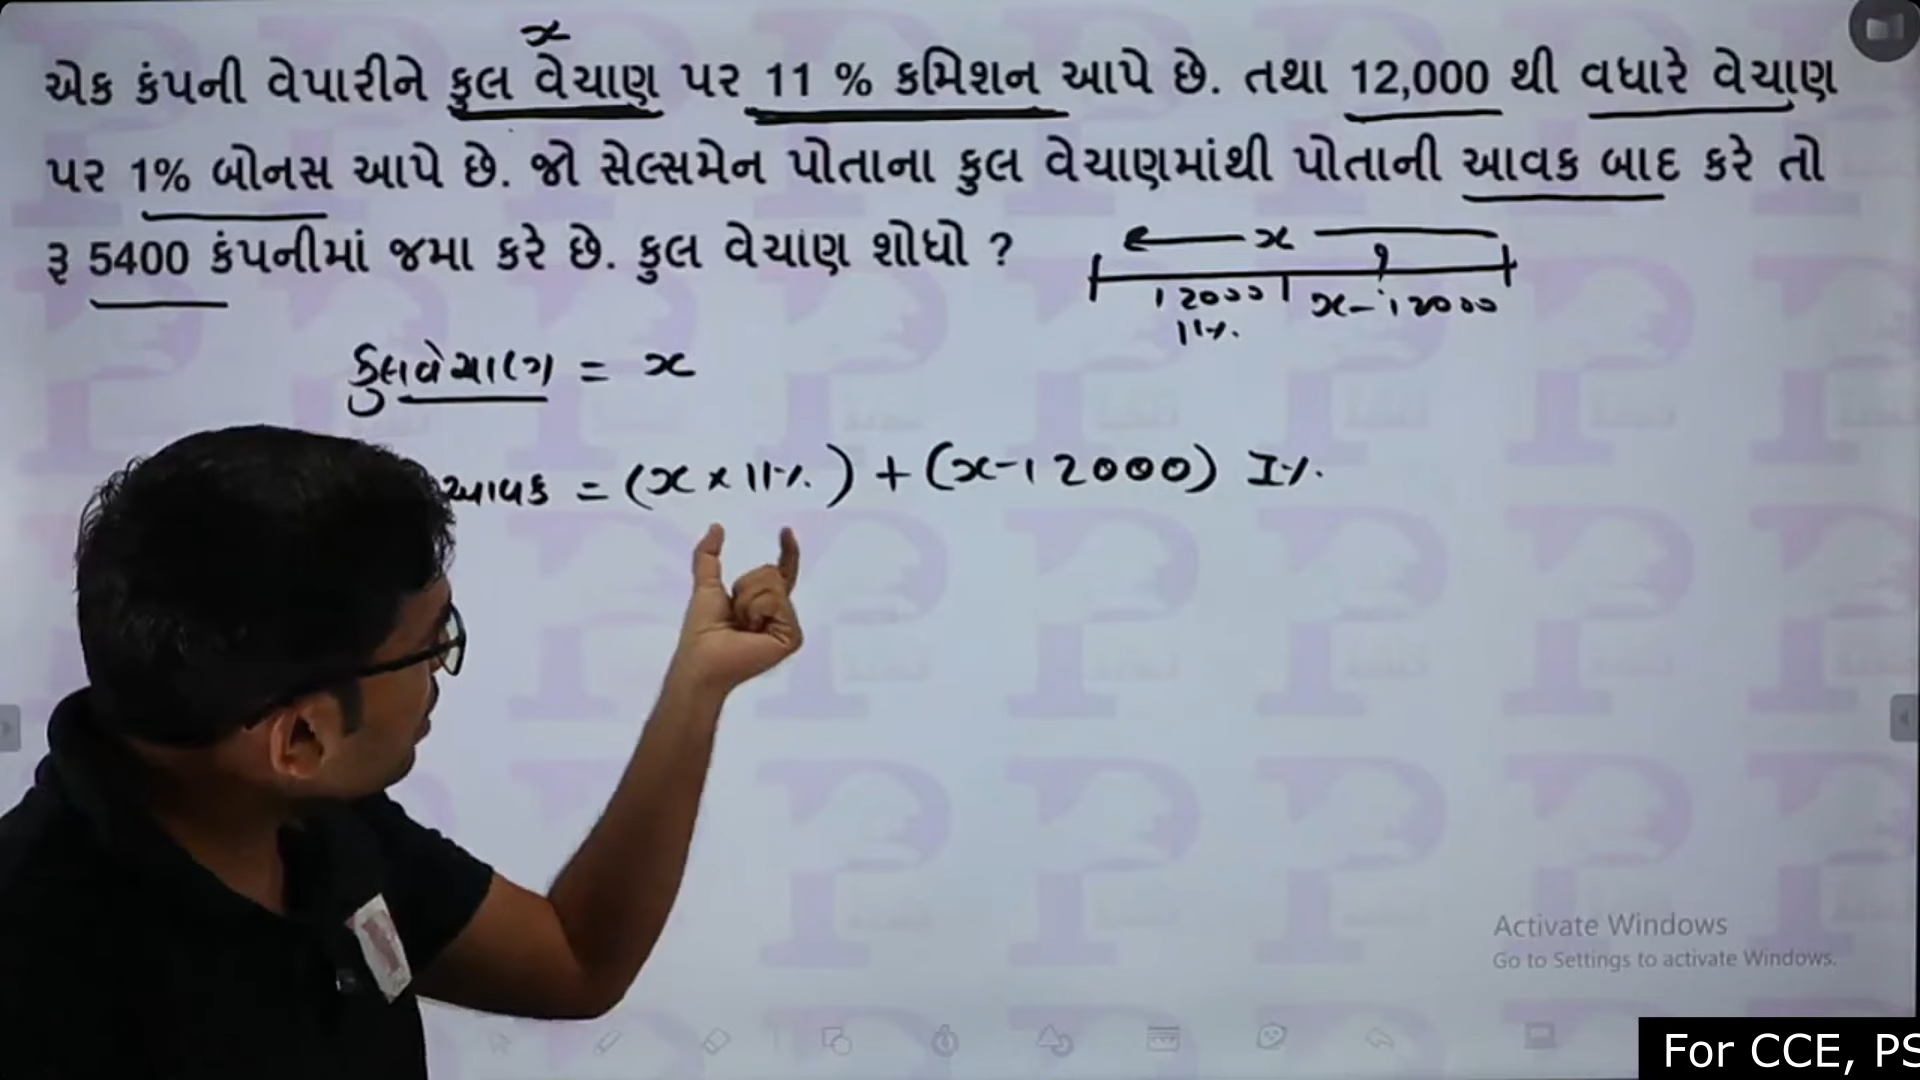 x
એક કંપની વેપારીને કુલ વેચાણ પર 11 % કમિશન આપે છે. તથા 12,000 થી વધારે વેચાણ
પર 1% બોનસ આપે છે. જો સેલ્સમેન પોતાના કુલ વેચાણમાંથી પોતાની આવક બાદ કરે તો
રૂ 5400 કંપનીમાં જમા કરે છે. કુલ વેચાણ શોધો ?
x
12000 x-12000
11%.
કુલવેચાણ = x
આવક = (x × 11%) + (x-12000) 1%.
Activate Windows
Go to Settings to activate Windows.
For CCE, PS